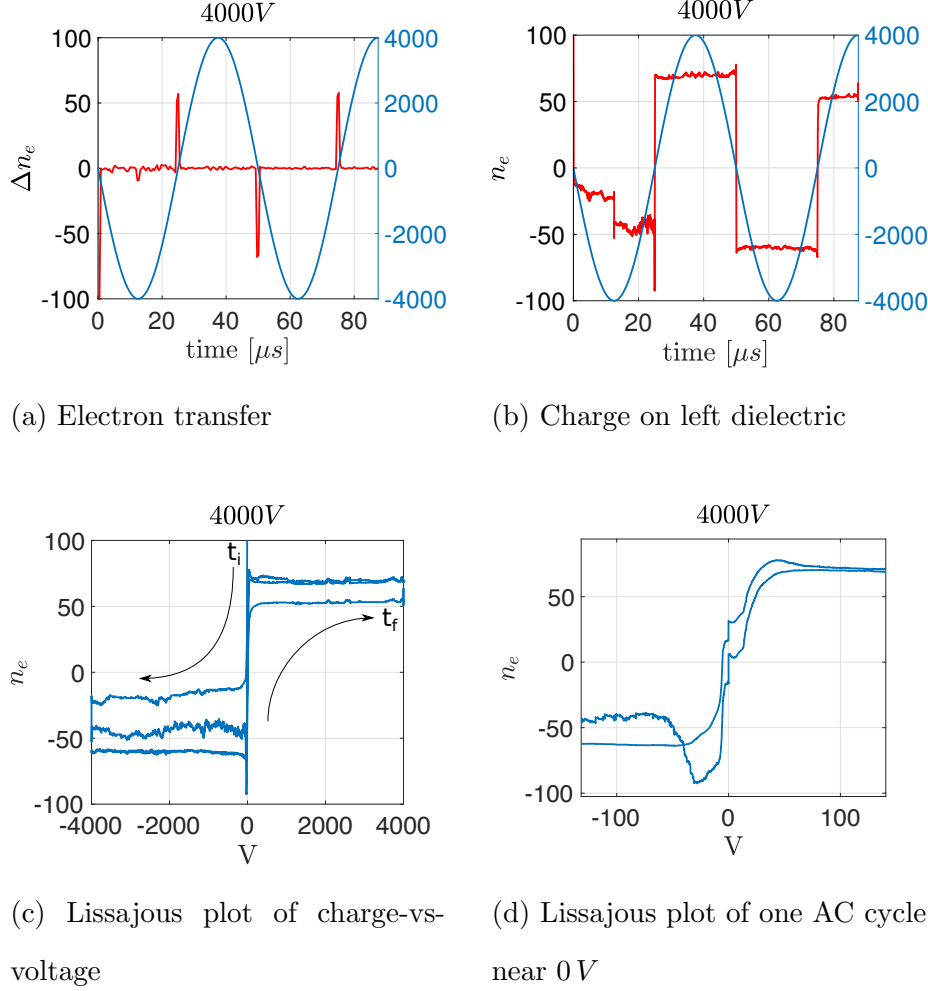 4000V
100
50
0
-50
-100
Δn_e
4000
2000
0
-2000
-4000
0 20 40 60 80
time [μs]
(a) Electron transfer
4000V
100
50
0
-50
-100
n_e
4000
2000
0
-2000
-4000
0 20 40 60 80
time [μs]
(b) Charge on left dielectric
4000V
100
50
0
-50
-100
n_e
t_i
t_f
-4000 -2000 0 2000 4000
V
(c) Lissajous plot of charge-vs-
voltage
4000V
100
50
0
-50
-100
n_e
-100 0 100
V
(d) Lissajous plot of one AC cycle
near 0 V